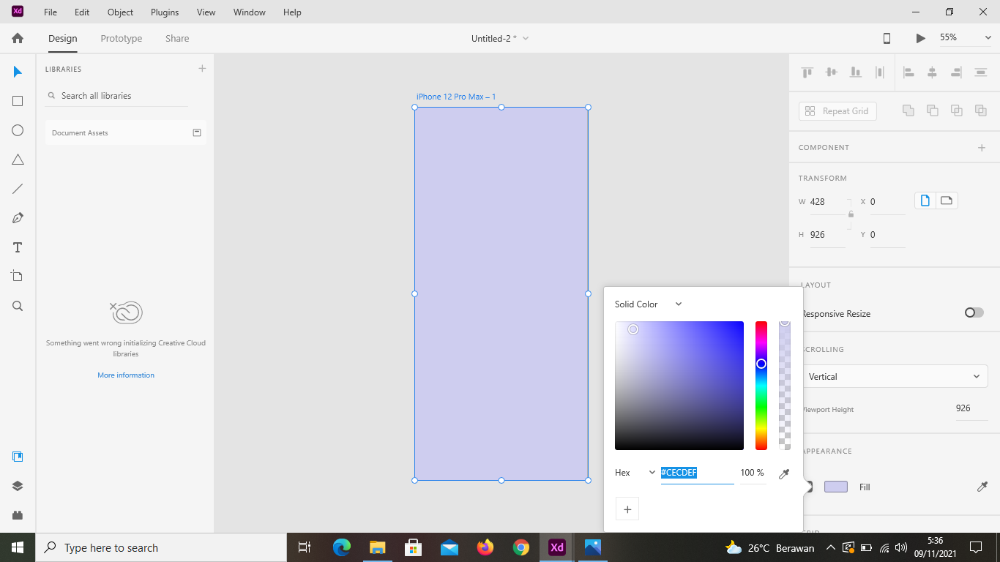 Xd File Edit Object Plugins View Window Help
Design Prototype Share Untitled-2 * 55%
LIBRARIES
Search all libraries
Document Assets
Something went wrong initializing Creative Cloud
libraries
More information
iPhone 12 Pro Max – 1
Solid Color
Hex #CECDEF 100 %
Repeat Grid
COMPONENT
TRANSFORM
W 428 X 0
H 926 Y 0
LAYOUT
Responsive Resize
SCROLLING
Vertical
Viewport Height 926
APPEARANCE
Fill
Type here to search
Xd
26°C Berawan
5:36
09/11/2021